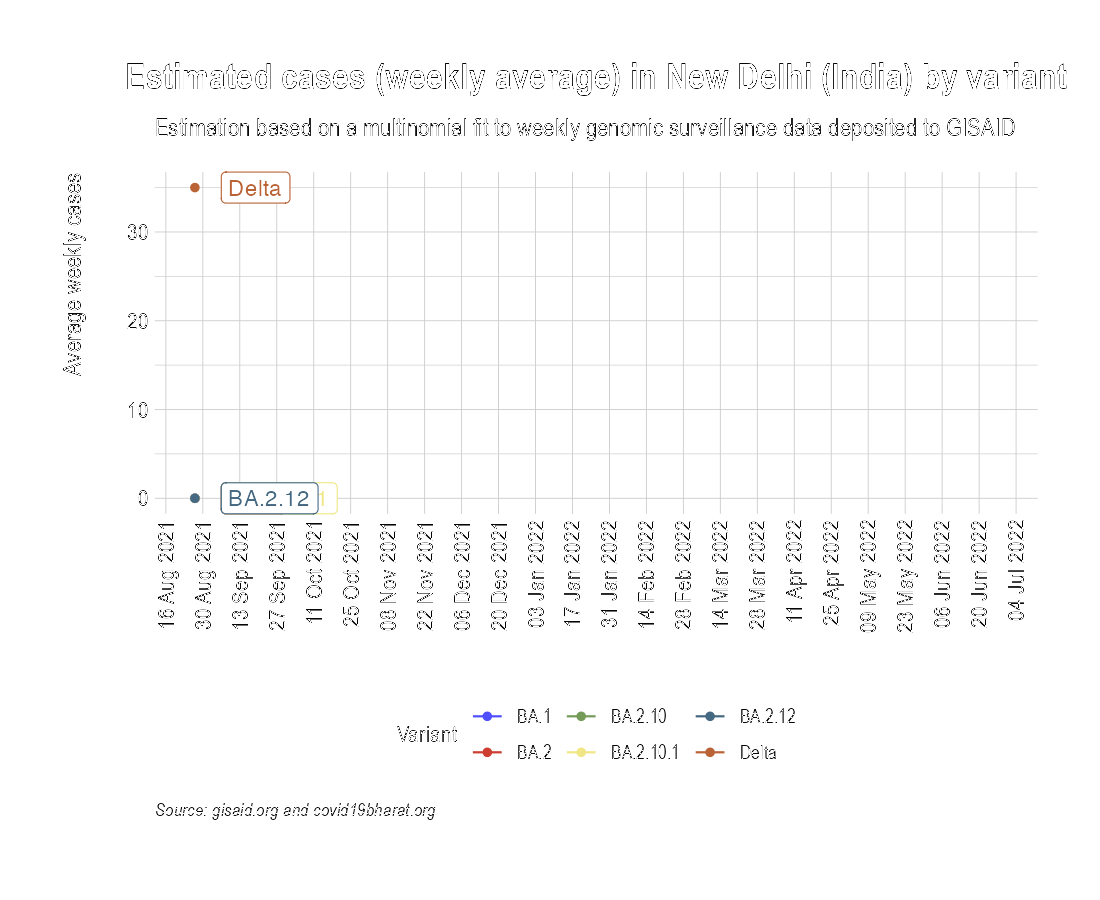 Estimated cases (weekly average) in New Delhi (India) by variant
Estimation based on a multinomial fit to weekly genomic surveillance data deposited to GISAID
Average weekly cases
Delta
30
20
10
0
BA.2.12
1
16 Aug 2021
30 Aug 2021
13 Sep 2021
27 Sep 2021
11 Oct 2021
25 Oct 2021
08 Nov 2021
22 Nov 2021
06 Dec 2021
20 Dec 2021
03 Jan 2022
17 Jan 2022
31 Jan 2022
14 Feb 2022
28 Feb 2022
14 Mar 2022
28 Mar 2022
11 Apr 2022
25 Apr 2022
09 May 2022
23 May 2022
06 Jun 2022
20 Jun 2022
04 Jul 2022
Variant
BA.1
BA.2.10
BA.2.12
BA.2
BA.2.10.1
Delta
Source: gisaid.org and covid19bharat.org